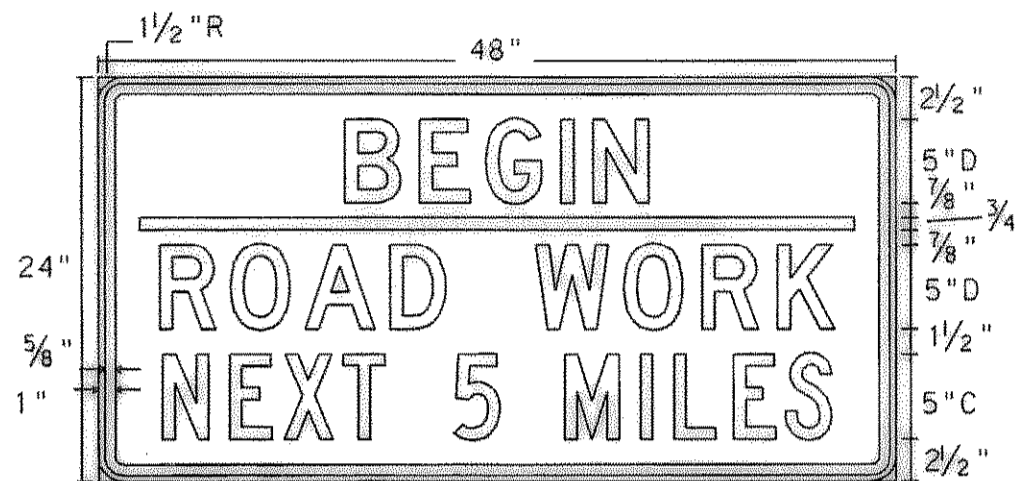 1½"R
48"
2½"
BEGIN
5"D
⅞"
¾
⅞"
24"
ROAD WORK
5"D
1½"
⅝"
1"
NEXT 5 MILES
5"C
2½"